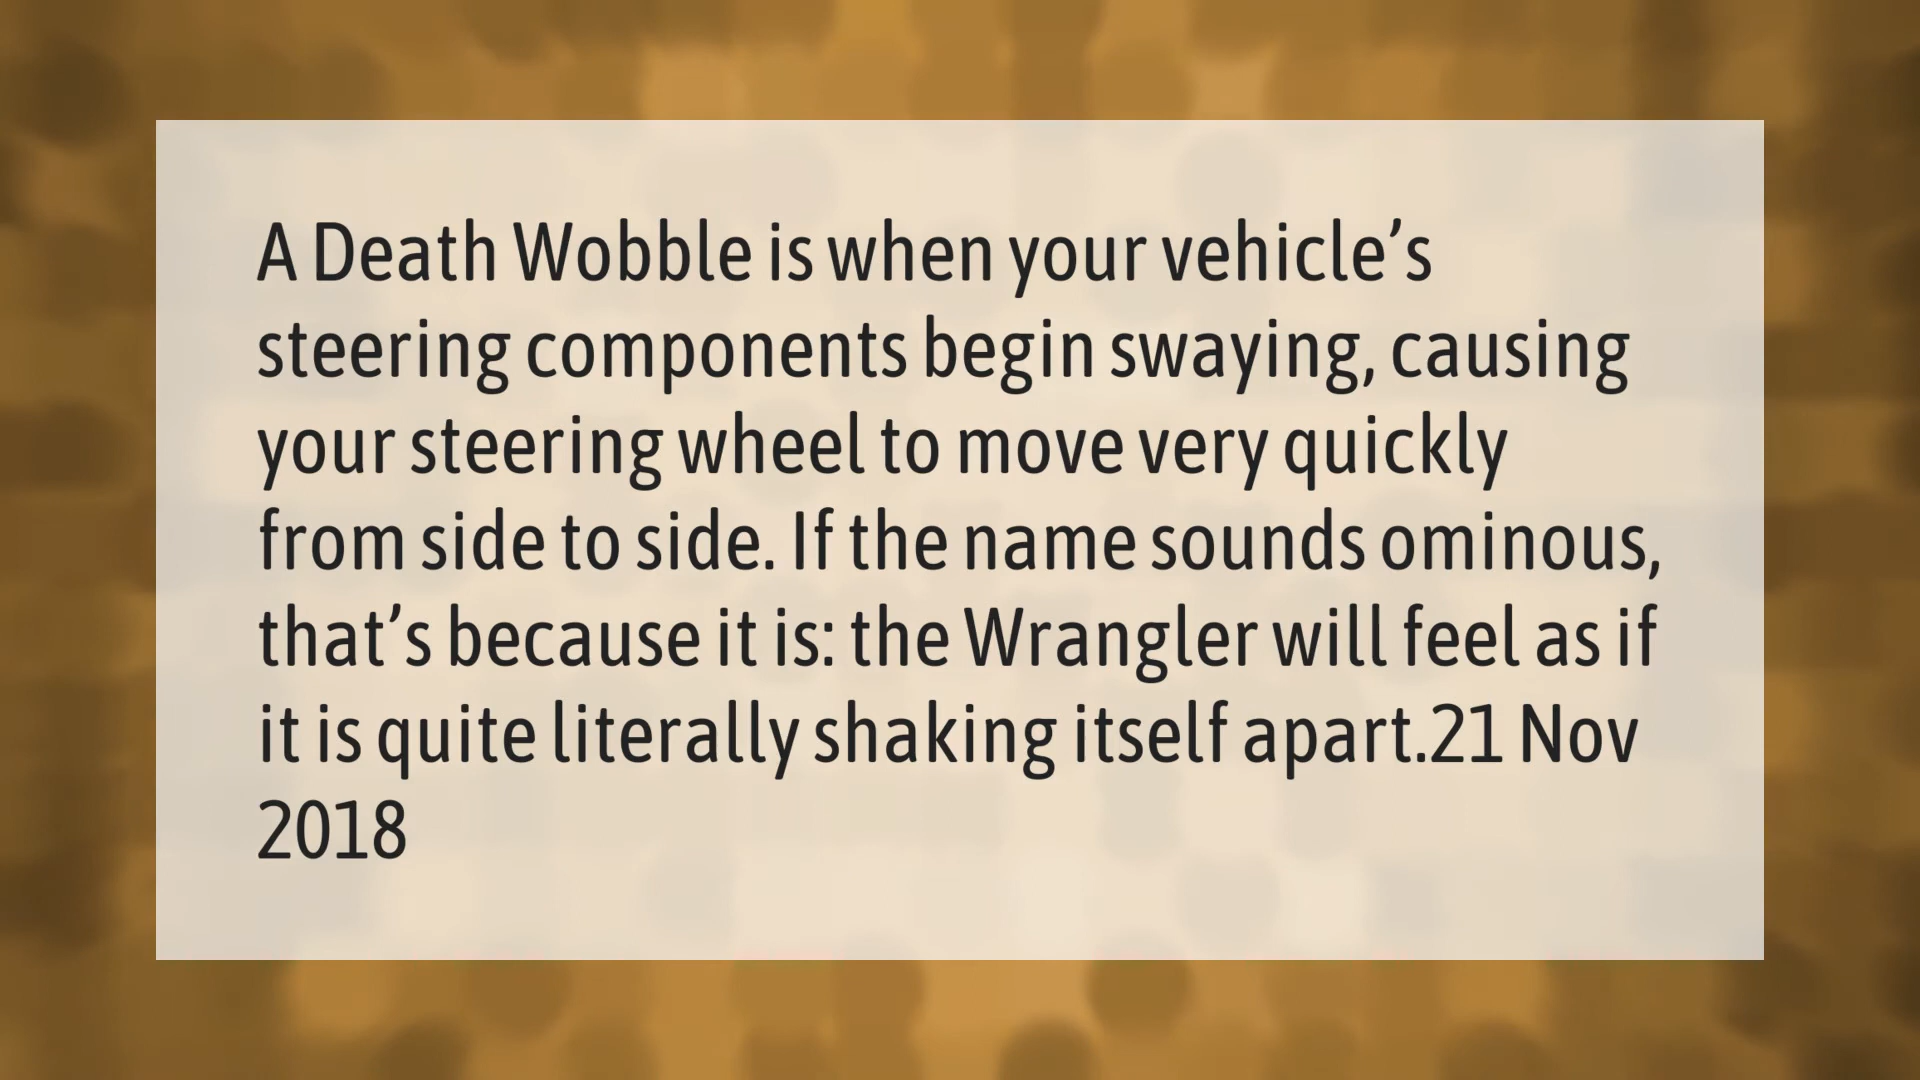 A Death Wobble is when your vehicle’s
steering components begin swaying, causing
your steering wheel to move very quickly
from side to side. If the name sounds ominous,
that’s because it is: the Wrangler will feel as if
it is quite literally shaking itself apart.21 Nov
2018